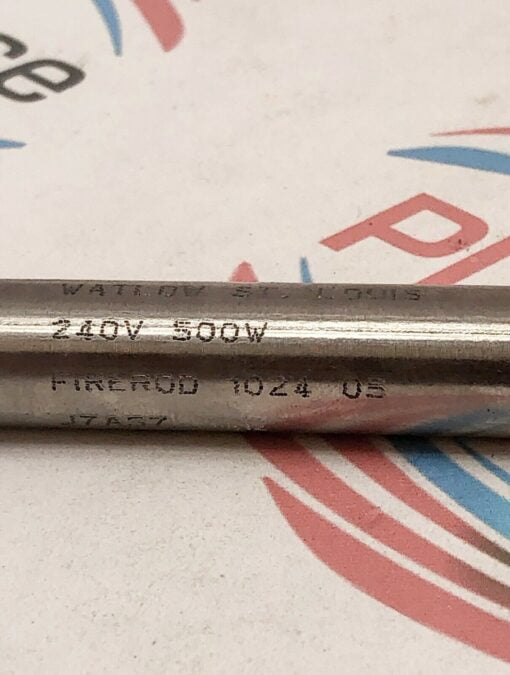 WATLOW ST. LOUIS
240V 500W
FIREROD 1024 05